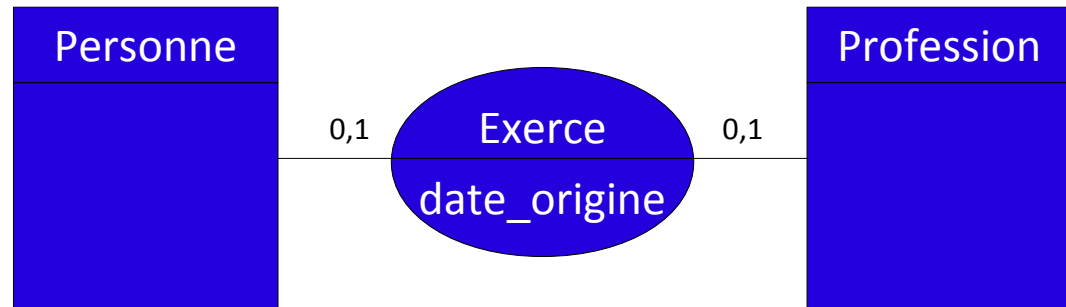 Personne
Profession
0,1
Exerce
0,1
date_origine